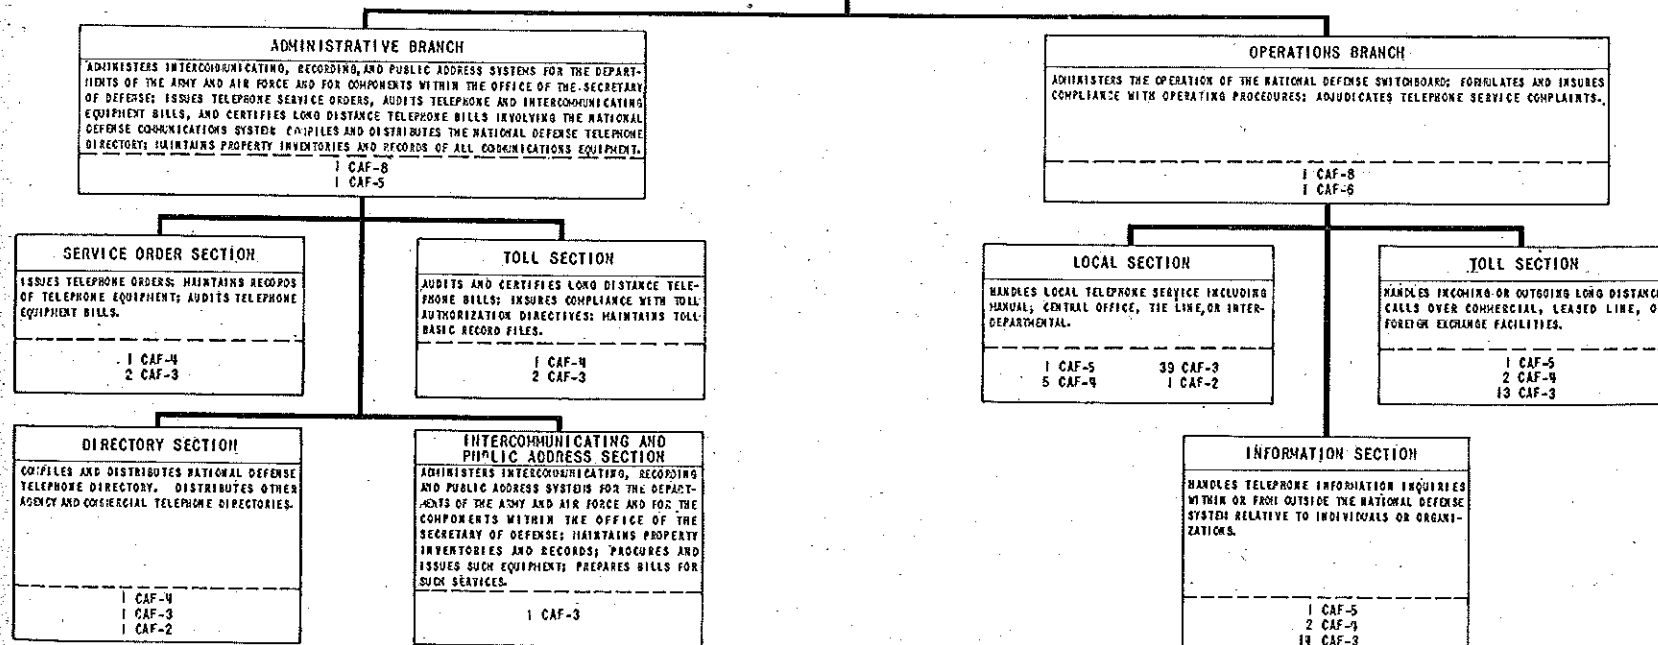 ADMINISTRATIVE BRANCH
ADMINISTERS INTERCOMMUNICATING, RECORDING, AND PUBLIC ADDRESS SYSTEMS FOR THE DEPART-
MENTS OF THE ARMY AND AIR FORCE AND FOR COMPONENTS WITHIN THE OFFICE OF THE SECRETARY
OF DEFENSE; ISSUES TELEPHONE SERVICE ORDERS, AUDITS TELEPHONE AND INTERCOMMUNICATING
EQUIPMENT BILLS, AND CERTIFIES LONG DISTANCE TELEPHONE BILLS INVOLVING THE NATIONAL
DEFENSE COMMUNICATIONS SYSTEM COMPILES AND DISTRIBUTES THE NATIONAL DEFENSE TELEPHONE
DIRECTORY; MAINTAINS PROPERTY INVENTORIES AND RECORDS OF ALL COMMUNICATIONS EQUIPMENT.
1 CAF-8
1 CAF-5
OPERATIONS BRANCH
ADMINISTERS THE OPERATION OF THE NATIONAL DEFENSE SWITCHBOARD; FORMULATES AND INSURES
COMPLIANCE WITH OPERATING PROCEDURES; ADJUDICATES TELEPHONE SERVICE COMPLAINTS.
1 CAF-8
1 CAF-6
SERVICE ORDER SECTION
ISSUES TELEPHONE ORDERS; MAINTAINS RECORDS
OF TELEPHONE EQUIPMENT; AUDITS TELEPHONE
EQUIPMENT BILLS.
1 CAF-4
2 CAF-3
TOLL SECTION
AUDITS AND CERTIFIES LONG DISTANCE TELE-
PHONE BILLS; INSURES COMPLIANCE WITH TOLL
AUTHORIZATION DIRECTIVES; MAINTAINS TOLL
BASIC RECORD FILES.
1 CAF-4
2 CAF-3
LOCAL SECTION
HANDLES LOCAL TELEPHONE SERVICE INCLUDING
MANUAL, CENTRAL OFFICE, TIE LINE, OR INTER-
DEPARTMENTAL.
1 CAF-5 39 CAF-3
5 CAF-4 1 CAF-2
TOLL SECTION
HANDLES INCOMING OR OUTGOING LONG DISTANCE
CALLS OVER COMMERCIAL, LEASED LINE, O
FOREIGN EXCHANGE FACILITIES.
1 CAF-5
2 CAF-4
13 CAF-3
DIRECTORY SECTION
COMPILES AND DISTRIBUTES NATIONAL DEFENSE
TELEPHONE DIRECTORY. DISTRIBUTES OTHER
AGENCY AND COMMERCIAL TELEPHONE DIRECTORIES.
1 CAF-4
1 CAF-3
1 CAF-2
INTERCOMMUNICATING AND
PUBLIC ADDRESS SECTION
ADMINISTERS INTERCOMMUNICATING, RECORDING
AND PUBLIC ADDRESS SYSTEMS FOR THE DEPART-
MENTS OF THE ARMY AND AIR FORCE AND FOR THE
COMPONENTS WITHIN THE OFFICE OF THE
SECRETARY OF DEFENSE; MAINTAINS PROPERTY
INVENTORIES AND RECORDS; PROCURES AND
ISSUES SUCH EQUIPMENT; PREPARES BILLS FOR
SUCH SERVICES.
1 CAF-3
INFORMATION SECTION
HANDLES TELEPHONE INFORMATION INQUIRIES
WITHIN OR FROM OUTSIDE THE NATIONAL DEFENSE
SYSTEM RELATIVE TO INDIVIDUALS OR ORGANI-
ZATIONS.
1 CAF-5
2 CAF-4
CAF-3